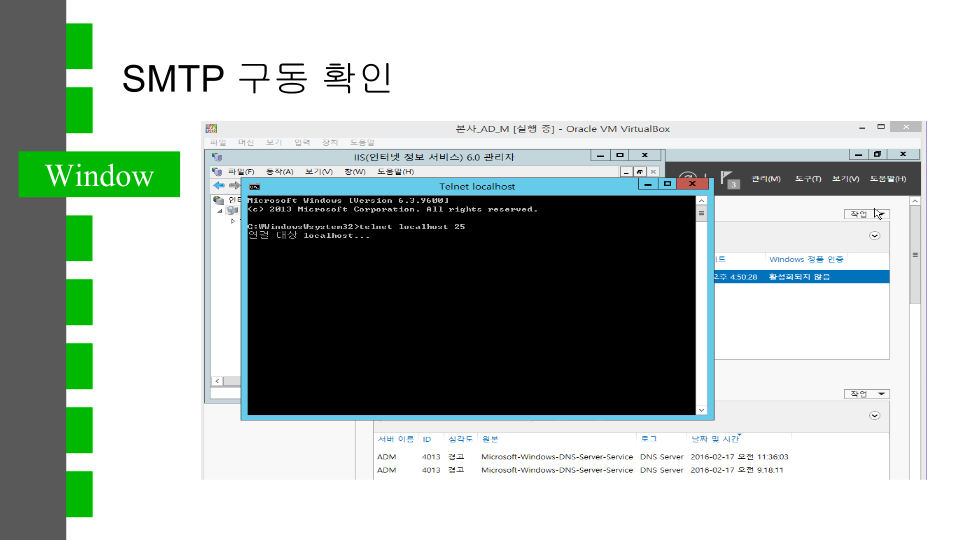 SMTP 구동 확인
Window
본사_AD_M [실행 중] - Oracle VM VirtualBox
파일 머신 보기 입력 장치 도움말
IIS(인터넷 정보 서비스) 6.0 관리자
파일(F) 동작(A) 보기(V) 창(W) 도움말(H)
관리(M) 도구(T) 보기(V) 도움말(H)
3
Telnet localhost
Microsoft Windows [Version 6.3.9600]
(c) 2013 Microsoft Corporation. All rights reserved.
C:\Windows\system32>telnet localhost 25
연결 대상 localhost...
작업
Windows 정품 인증
4:50:28 활성화되지 않음
작업
서버 이름 ID 심각도 원본 로그 날짜 및 시간
ADM 4013 경고 Microsoft-Windows-DNS-Server-Service DNS Server 2016-02-17 오전 11:36:03
ADM 4013 경고 Microsoft-Windows-DNS-Server-Service DNS Server 2016-02-17 오전 9:18:11